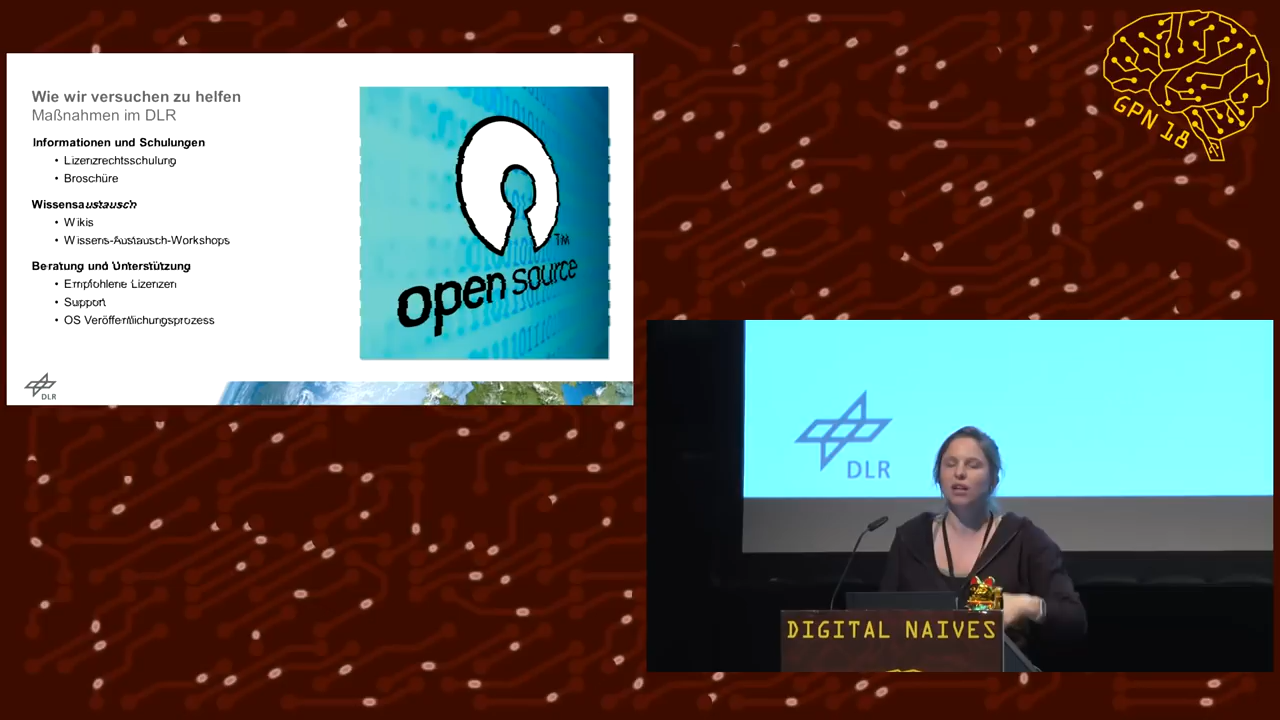 Wie wir versuchen zu helfen
Maßnahmen im DLR
Informationen und Schulungen
• Lizenzrechtsschulung
• Broschüre
Wissensaustausch
• Wikis
• Wissens-Austausch-Workshops
Beratung und Unterstützung
• Empfohlene Lizenzen
• Support
• OS Veröffentlichungsprozess
DLR
TM
open source
GPN 18
DLR
DIGITAL NAIVES